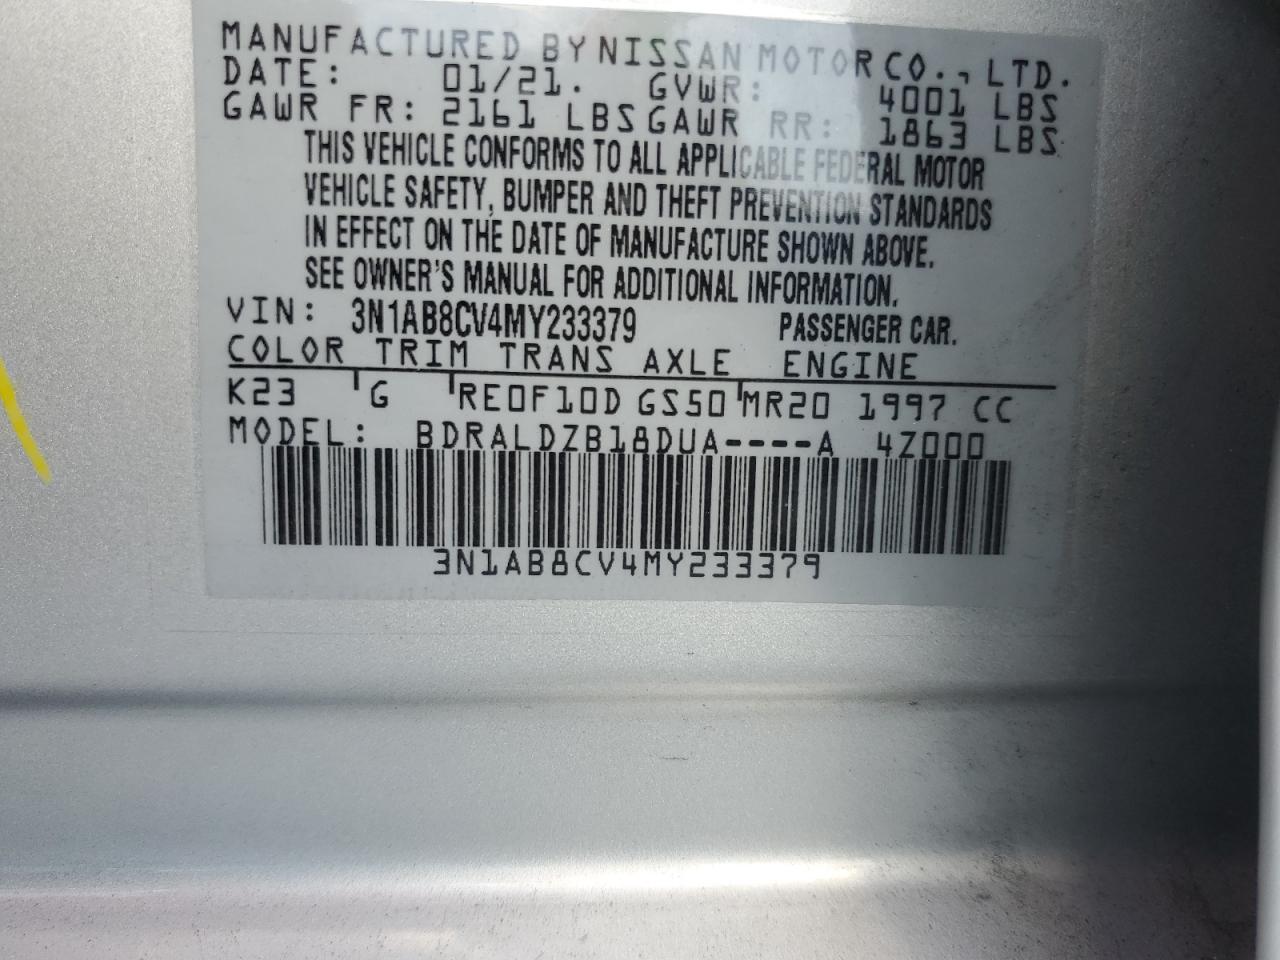 MANUFACTURED BY NISSAN MOTOR CO., LTD.
DATE: 01/21. GVWR: 4001 LBS
GAWR FR: 2161 LBS GAWR RR: 1863 LBS
THIS VEHICLE CONFORMS TO ALL APPLICABLE FEDERAL MOTOR
VEHICLE SAFETY, BUMPER AND THEFT PREVENTION STANDARDS
IN EFFECT ON THE DATE OF MANUFACTURE SHOWN ABOVE.
SEE OWNER'S MANUAL FOR ADDITIONAL INFORMATION.
VIN: 3N1AB8CV4MY233379 PASSENGER CAR.
COLOR TRIM TRANS AXLE ENGINE
K23 G RE0F10D GS50 MR20 1997 CC
MODEL: BDRALDZB18DUA----A 4Z000
3N1AB8CV4MY233379